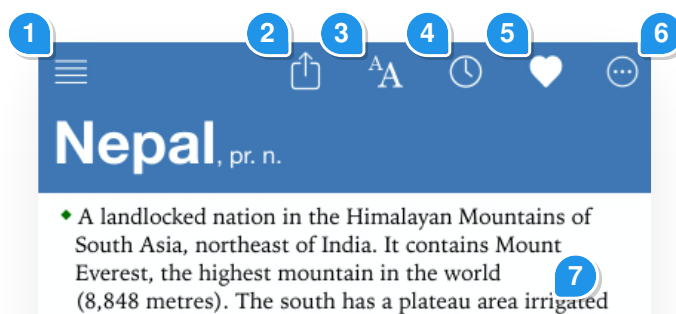 1 2 3 4 5 6
AA
Nepal, pr. n.
◆ A landlocked nation in the Himalayan Mountains of
South Asia, northeast of India. It contains Mount
Everest, the highest mountain in the world
7
(8,848 metres). The south has a plateau area irrigated